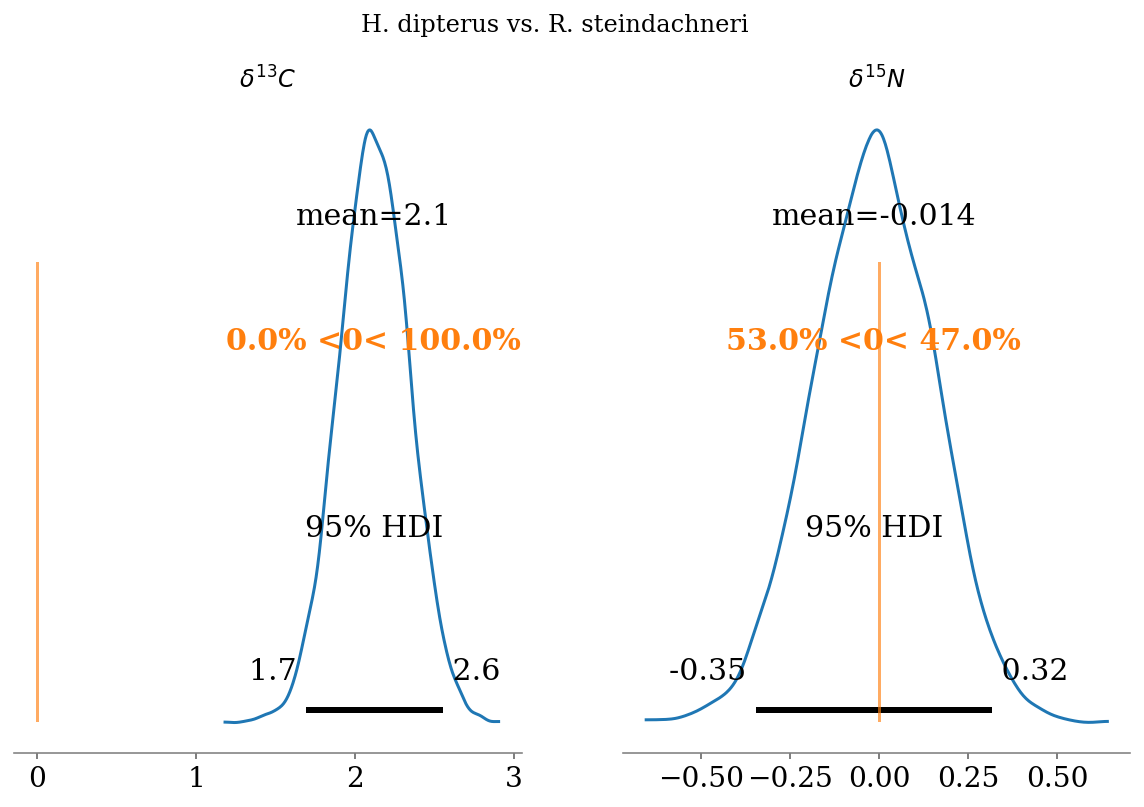 H. dipterus vs. R. steindachneri
δ¹³C
δ¹⁵N
mean=2.1
mean=-0.014
0.0% <0< 100.0%
53.0% <0< 47.0%
95% HDI
95% HDI
1.7
2.6
-0.35
0.32
0 1 2 3
−0.50 −0.25 0.00 0.25 0.50